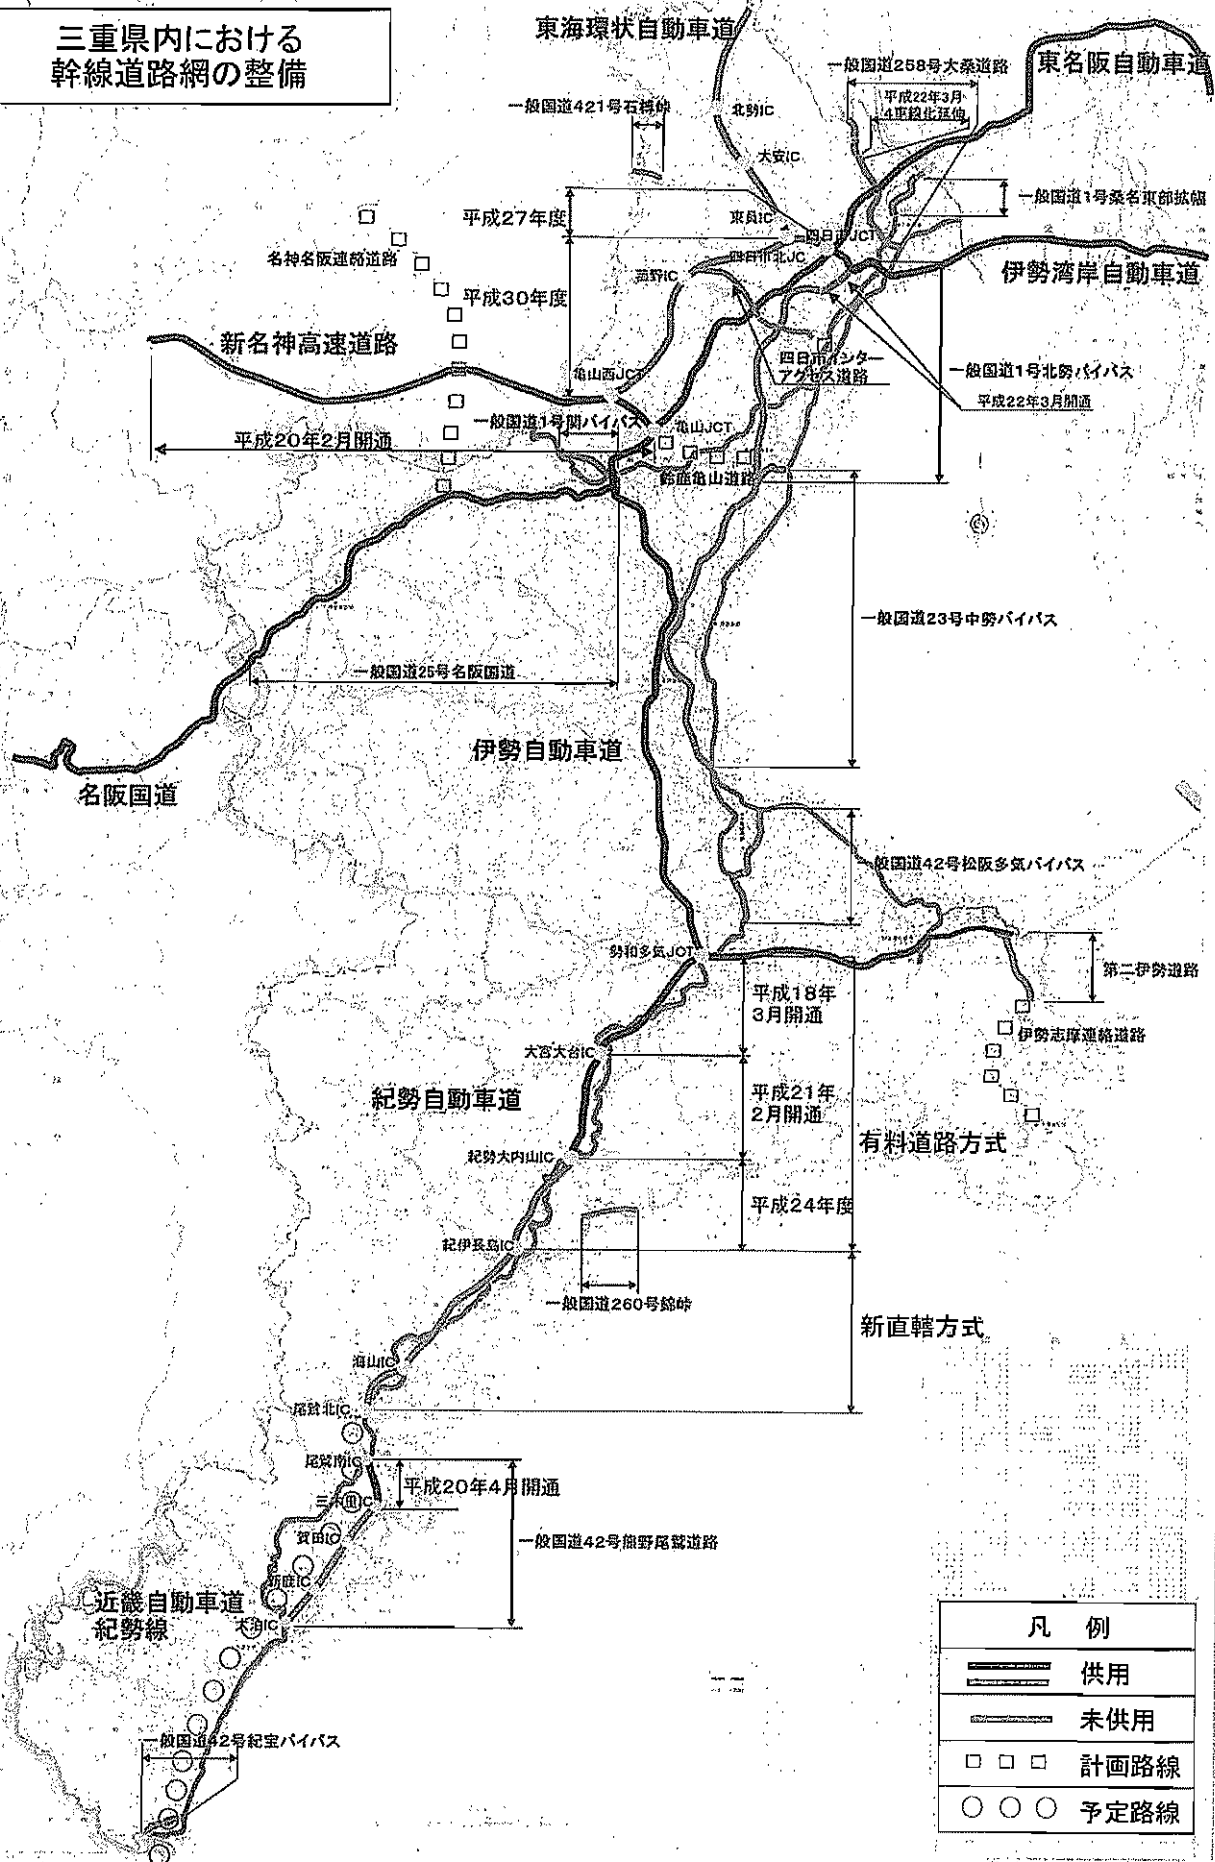 三重県内における
幹線道路網の整備
東海環状自動車道
一般国道258号大桑道路
東名阪自動車道
平成22年3月
4車線化延伸
一般国道421号石榑峠
北勢IC
大安IC
平成27年度
東員IC
一般国道1号桑名東部拡幅
四日市JCT
名神名阪連絡道路
四日市北JC
菰野IC
伊勢湾岸自動車道
平成30年度
新名神高速道路
四日市インター
アクセス道路
亀山西JCT
一般国道1号北勢バイパス
平成22年3月開通
一般国道1号関バイパス
亀山JCT
平成20年2月開通
鈴鹿亀山道路
一般国道23号中勢バイパス
一般国道25号名阪国道
伊勢自動車道
名阪国道
一般国道42号松阪多気バイパス
勢和多気JCT
第二伊勢道路
平成18年
3月開通
伊勢志摩連絡道路
大宮大台IC
紀勢自動車道
平成21年
2月開通
有料道路方式
紀勢大内山IC
平成24年度
紀伊長島IC
一般国道260号錦峠
新直轄方式
海山IC
尾鷲北IC
尾鷲南IC
平成20年4月開通
三木里IC
賀田IC
一般国道42号熊野尾鷲道路
新鹿IC
近畿自動車道
紀勢線
大泊IC
一般国道42号紀宝バイパス
凡 例
供用
未供用
計画路線
予定路線